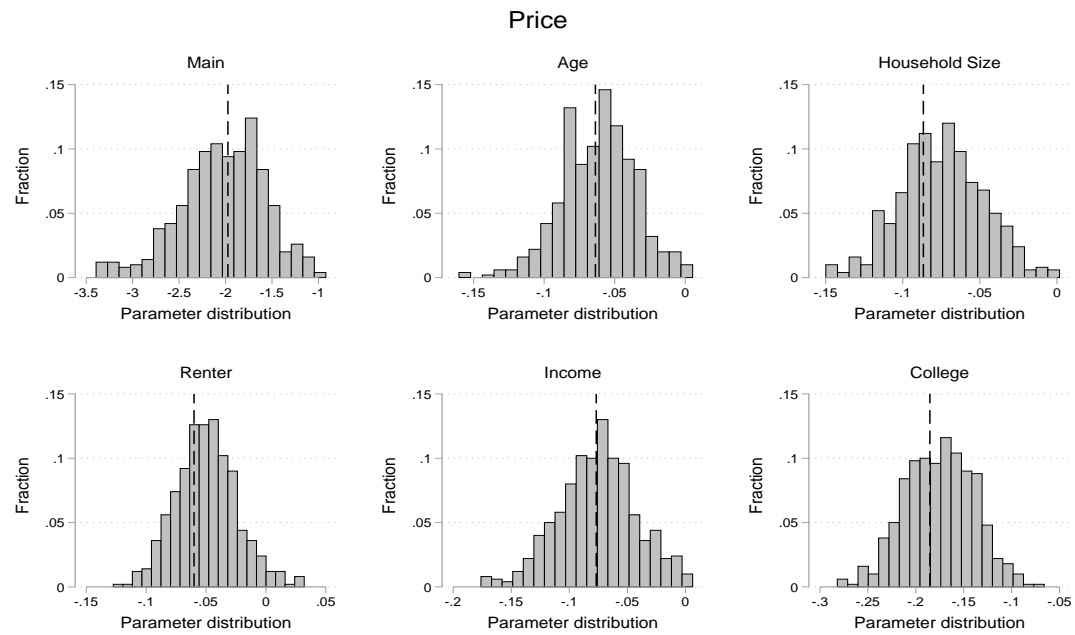 Price
Main
.15
.1
.05
0
Fraction
-3.5 -3 -2.5 -2 -1.5 -1
Parameter distribution
Age
.15
.1
.05
0
Fraction
-.15 -.1 -.05 0
Parameter distribution
Household Size
.15
.1
.05
0
Fraction
-.15 -.1 -.05 0
Parameter distribution
Renter
.15
.1
.05
0
Fraction
-.15 -.1 -.05 0 .05
Parameter distribution
Income
.15
.1
.05
0
Fraction
-.2 -.15 -.1 -.05 0
Parameter distribution
College
.15
.1
.05
0
Fraction
-.3 -.25 -.2 -.15 -.1 -.05
Parameter distribution